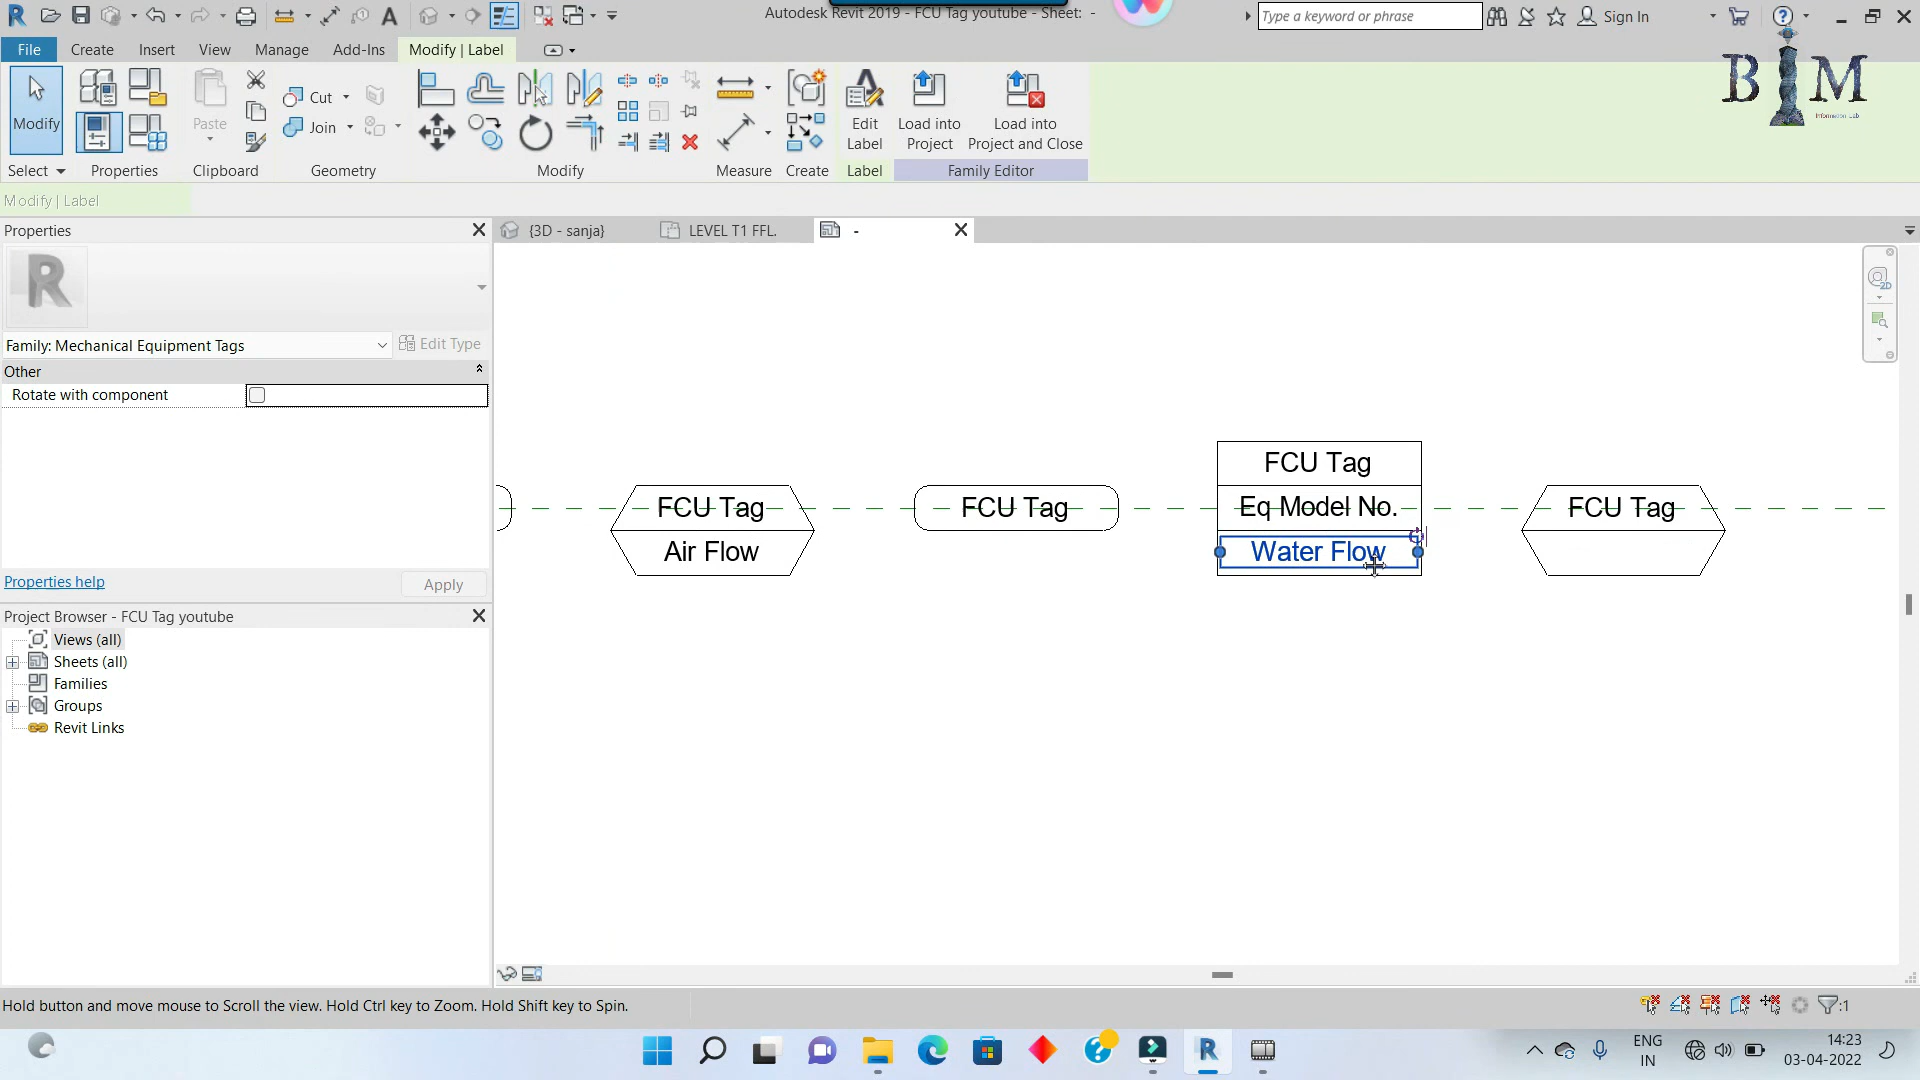 Autodesk Revit 2019 - FCU Tag youtube - Sheet: -
Type a keyword or phrase
Sign In
File
Create
Insert
View
Manage
Add-Ins
Modify | Label
Modify
Paste
Cut
Join
Edit Label
Load into Project
Load into Project and Close
Select
Properties
Clipboard
Geometry
Modify
Measure
Create
Label
Family Editor
BIM
Information Lab
Modify | Label
Properties
{3D - sanja}
LEVEL T1 FFL.
-
Family: Mechanical Equipment Tags
Edit Type
Other
Rotate with component
Properties help
Apply
Project Browser - FCU Tag youtube
Views (all)
Sheets (all)
Families
Groups
Revit Links
FCU Tag
Air Flow
FCU Tag
FCU Tag
Eq Model No.
Water Flow
FCU Tag
2D
Hold button and move mouse to Scroll the view. Hold Ctrl key to Zoom. Hold Shift key to Spin.
:1
ENG
IN
14:23
03-04-2022